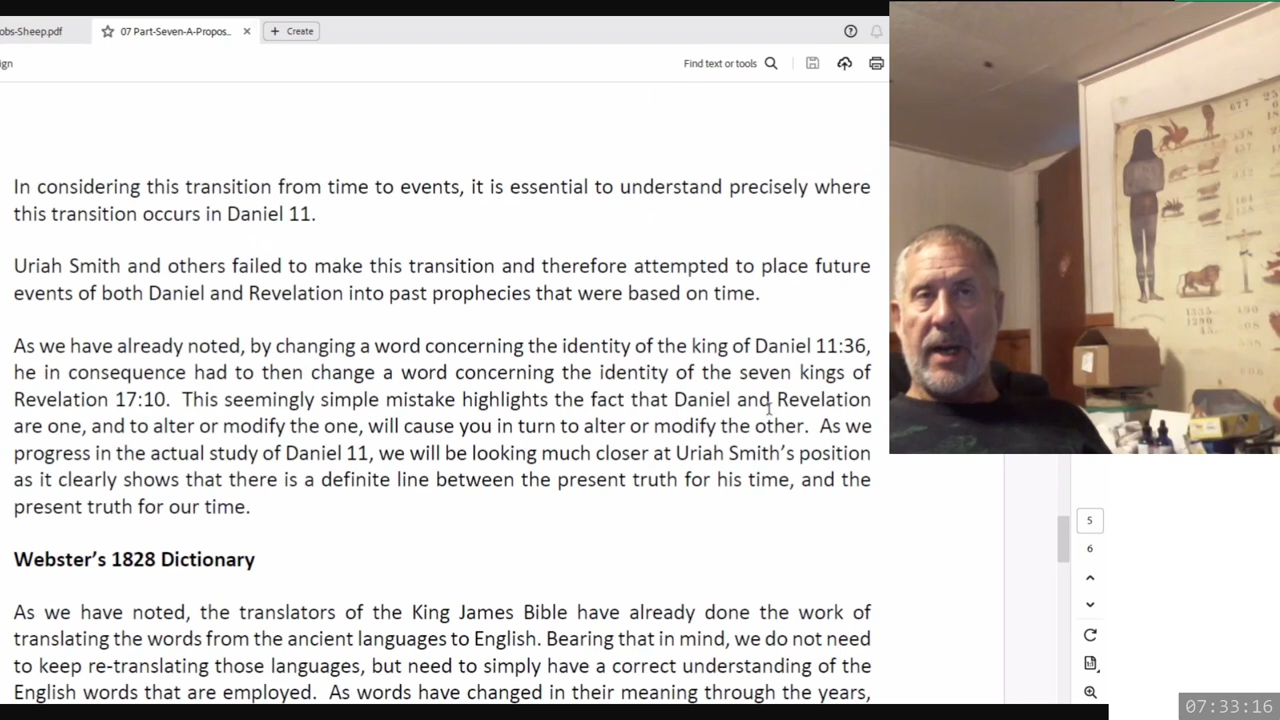 obs-Sheep.pdf
07 Part-Seven-A-Propos...
Create
ign
Find text or tools
In considering this transition from time to events, it is essential to understand precisely where
this transition occurs in Daniel 11.
Uriah Smith and others failed to make this transition and therefore attempted to place future
events of both Daniel and Revelation into past prophecies that were based on time.
As we have already noted, by changing a word concerning the identity of the king of Daniel 11:36,
he in consequence had to then change a word concerning the identity of the seven kings of
Revelation 17:10. This seemingly simple mistake highlights the fact that Daniel and Revelation
are one, and to alter or modify the one, will cause you in turn to alter or modify the other. As we
progress in the actual study of Daniel 11, we will be looking much closer at Uriah Smith's position
as it clearly shows that there is a definite line between the present truth for his time, and the
present truth for our time.
Webster's 1828 Dictionary
As we have noted, the translators of the King James Bible have already done the work of
translating the words from the ancient languages to English. Bearing that in mind, we do not need
to keep re-translating those languages, but need to simply have a correct understanding of the
English words that are employed. As words have changed in their meaning through the years,
5
6
677
1335
1290
07:33:16